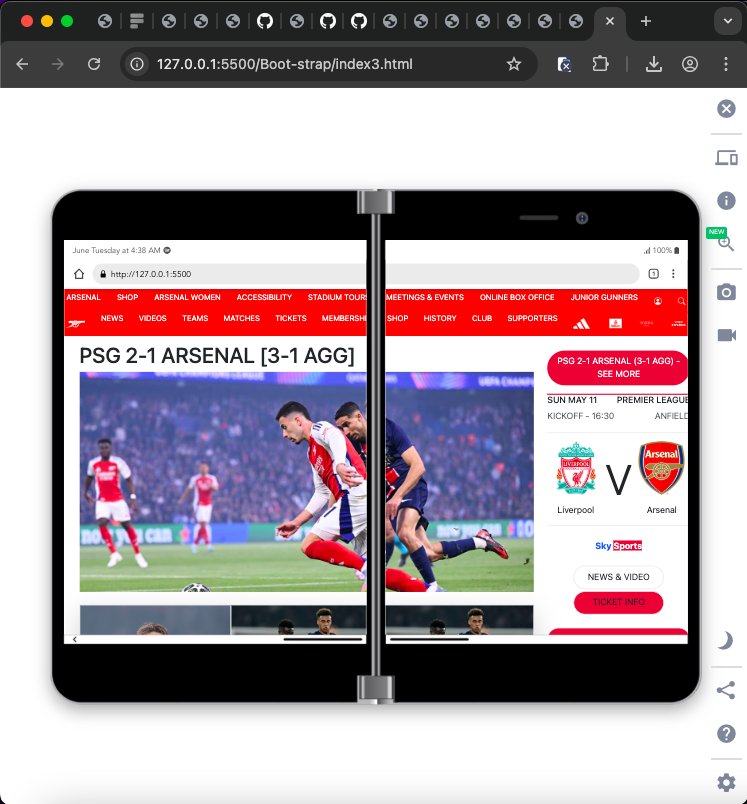 127.0.0.1:5500/Boot-strap/index3.html
NEW
June Tuesday at 4:38 AM
100%
http://127.0.0.1:5500
1
ARSENAL SHOP ARSENAL WOMEN ACCESSIBILITY STADIUM TOURS MEETINGS & EVENTS ONLINE BOX OFFICE JUNIOR GUNNERS
NEWS VIDEOS TEAMS MATCHES TICKETS MEMBERSHI SHOP HISTORY CLUB SUPPORTERS
PSG 2-1 ARSENAL [3-1 AGG]
PSG 2-1 ARSENAL (3-1 AGG) -
SEE MORE
SUN MAY 11 PREMIER LEAGUE
KICKOFF - 16:30 ANFIELD
LIVERPOOL
V
Arsenal
Liverpool Arsenal
sky sports
NEWS & VIDEO
TICKET INFO